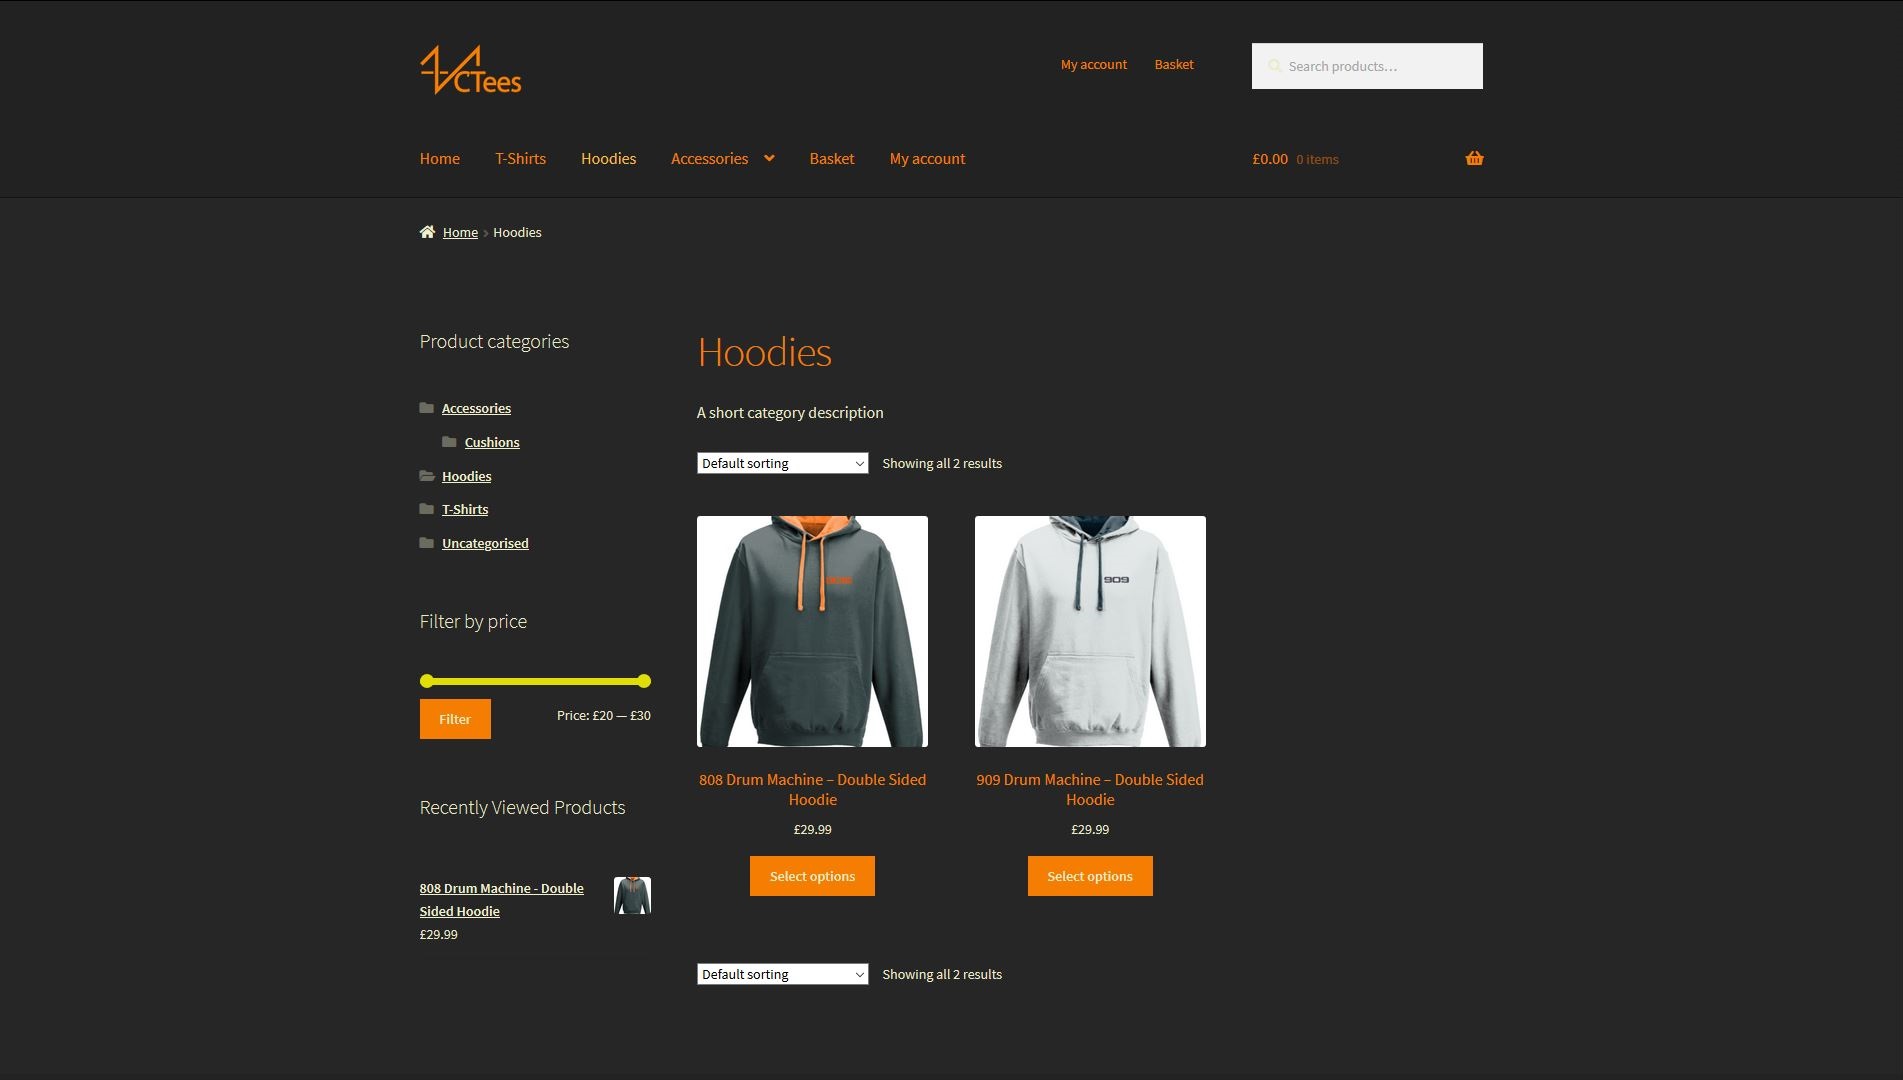 CTees
My account
Basket
Search products...
Home
T-Shirts
Hoodies
Accessories
Basket
My account
£0.00 0 items
Home › Hoodies
Product categories
Accessories
Cushions
Hoodies
T-Shirts
Uncategorised
Filter by price
Filter
Price: £20 — £30
Recently Viewed Products
808 Drum Machine - Double
Sided Hoodie
£29.99
Hoodies
A short category description
Default sorting
Showing all 2 results
909
808 Drum Machine – Double Sided
Hoodie
£29.99
Select options
909 Drum Machine – Double Sided
Hoodie
£29.99
Select options
Default sorting
Showing all 2 results